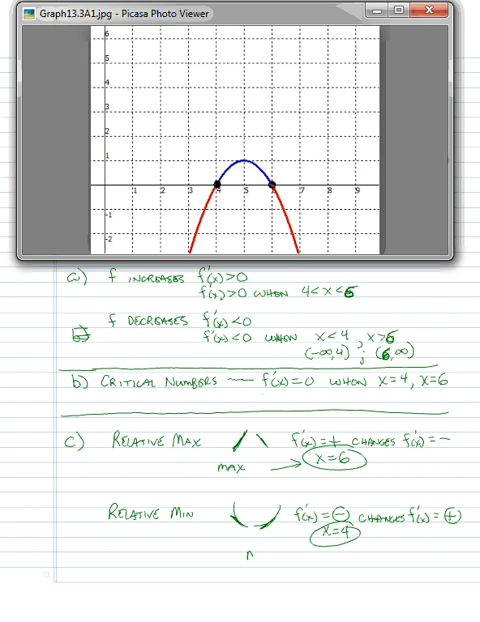 Graph13.3A1.jpg - Picasa Photo Viewer
6
5
4
3
2
1
1 2 3 4 5 6 7 8 9
-1
-2
a) f INCREASES f'(x)>0
f'(x)>0 WHEN 4<x<6
f DECREASES f'(x)<0
f'(x)<0 WHEN x<4 , x>6
(-∞,4) ; (6,∞)
b) CRITICAL NUMBERS — f'(x)=0 WHEN x=4, x=6
c) RELATIVE MAX f'(x)=+ CHANGES f'(x)=-
MAX → x=6
RELATIVE MIN f'(x)=- CHANGES f'(x)=+
x=4